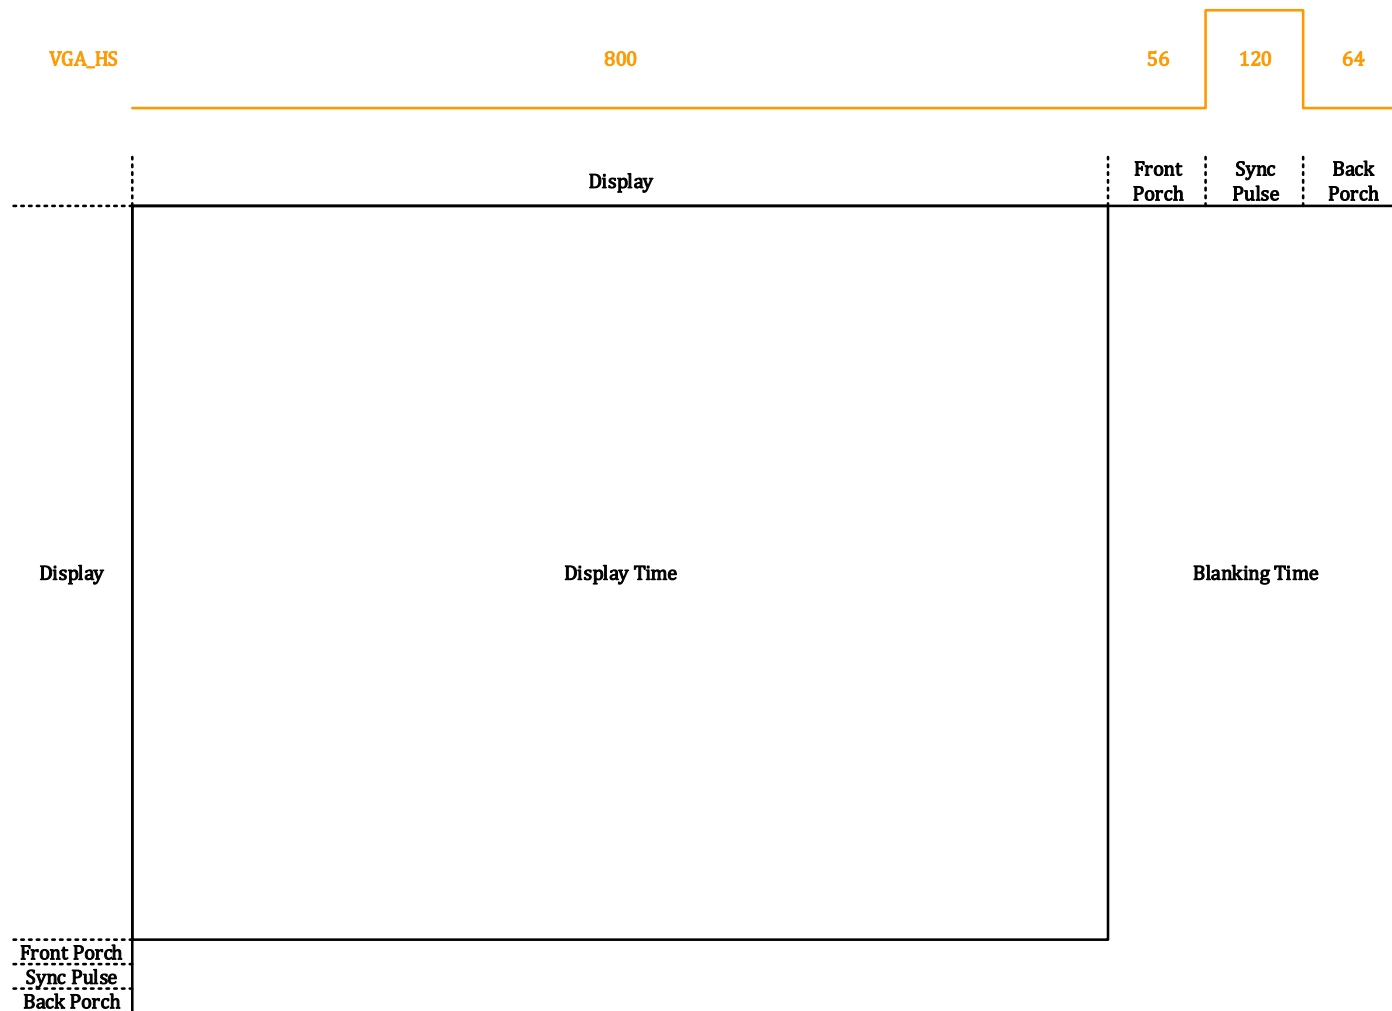 VGA_HS 800 56 120 64
Display
Front Porch
Sync Pulse
Back Porch
Display Display Time Blanking Time
Front Porch
Sync Pulse
Back Porch